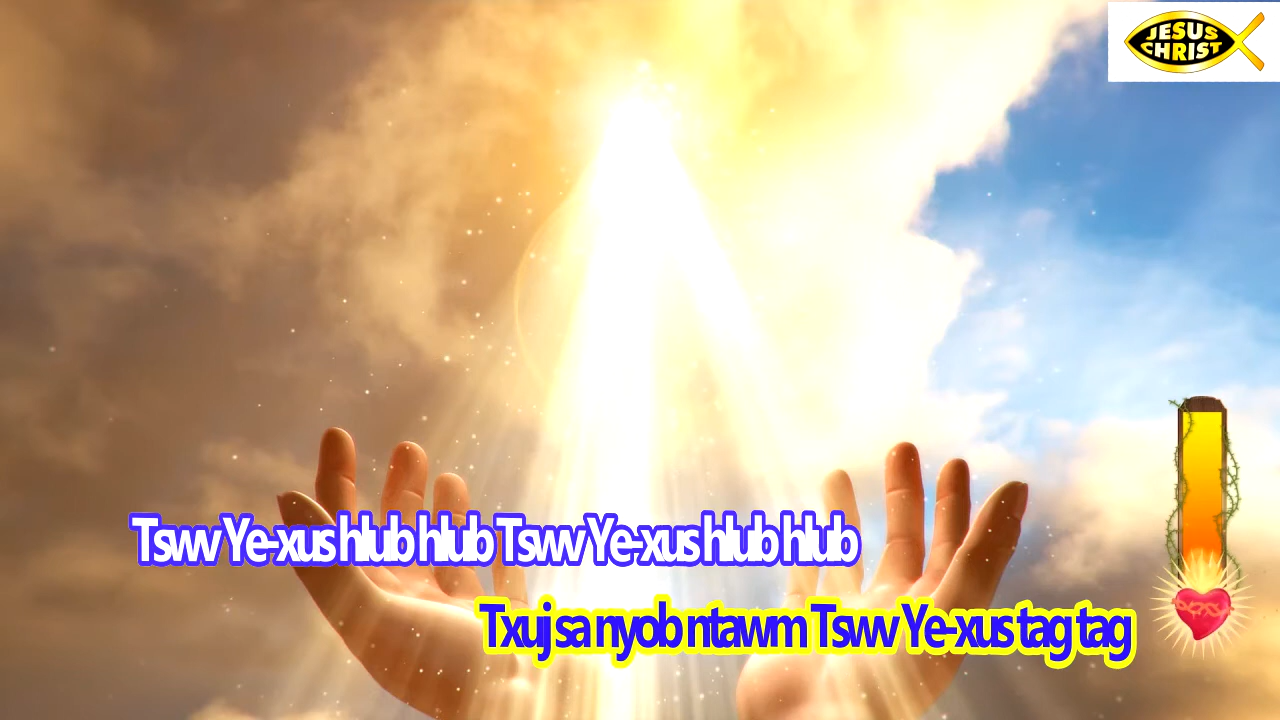 JESUS
CHRIST
Tswv Ye-xus hlub hlub Tswv Ye-xus hlub hlub
Txuj sa nyob ntawm Tswv Ye-xus tag tag